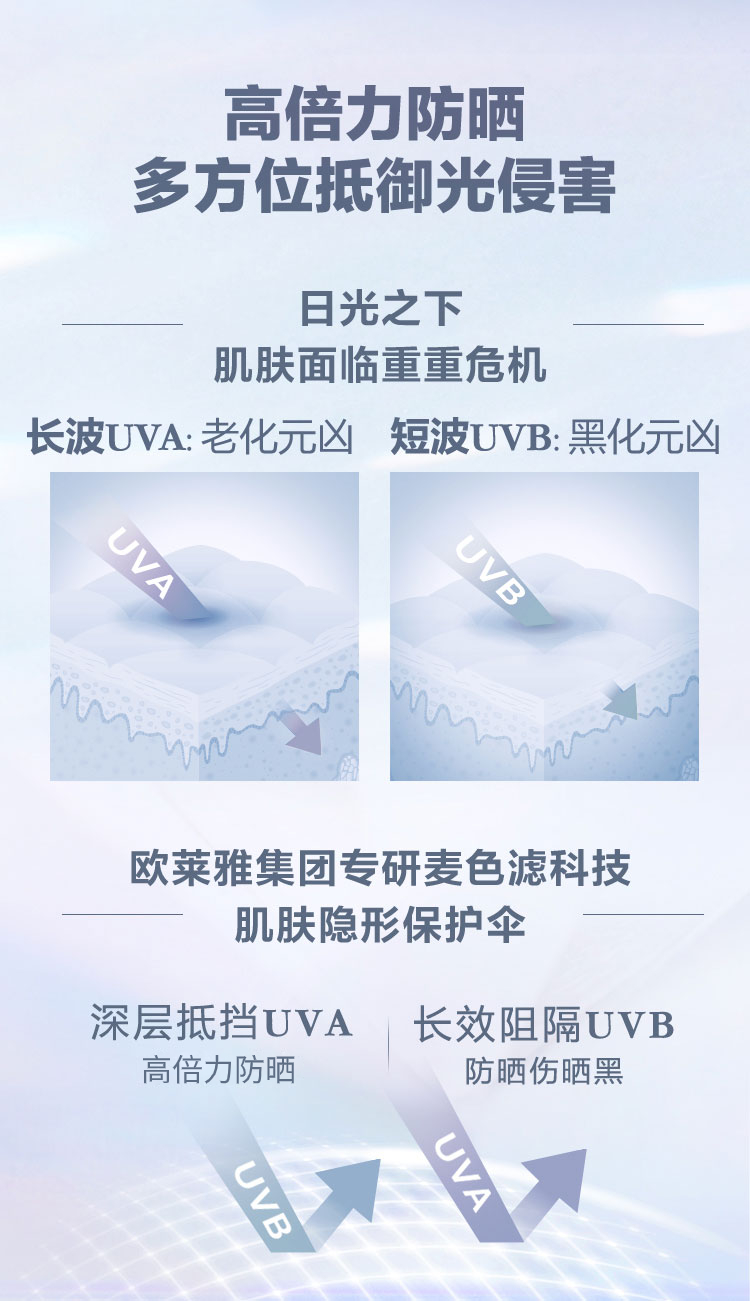 高倍力防晒
多方位抵御光侵害
日光之下
肌肤面临重重危机
长波UVA: 老化元凶
短波UVB: 黑化元凶
UVA
UVB
欧莱雅集团专研麦色滤科技
肌肤隐形保护伞
深层抵挡UVA
高倍力防晒
长效阻隔UVB
防晒伤晒黑
UVB
UVA